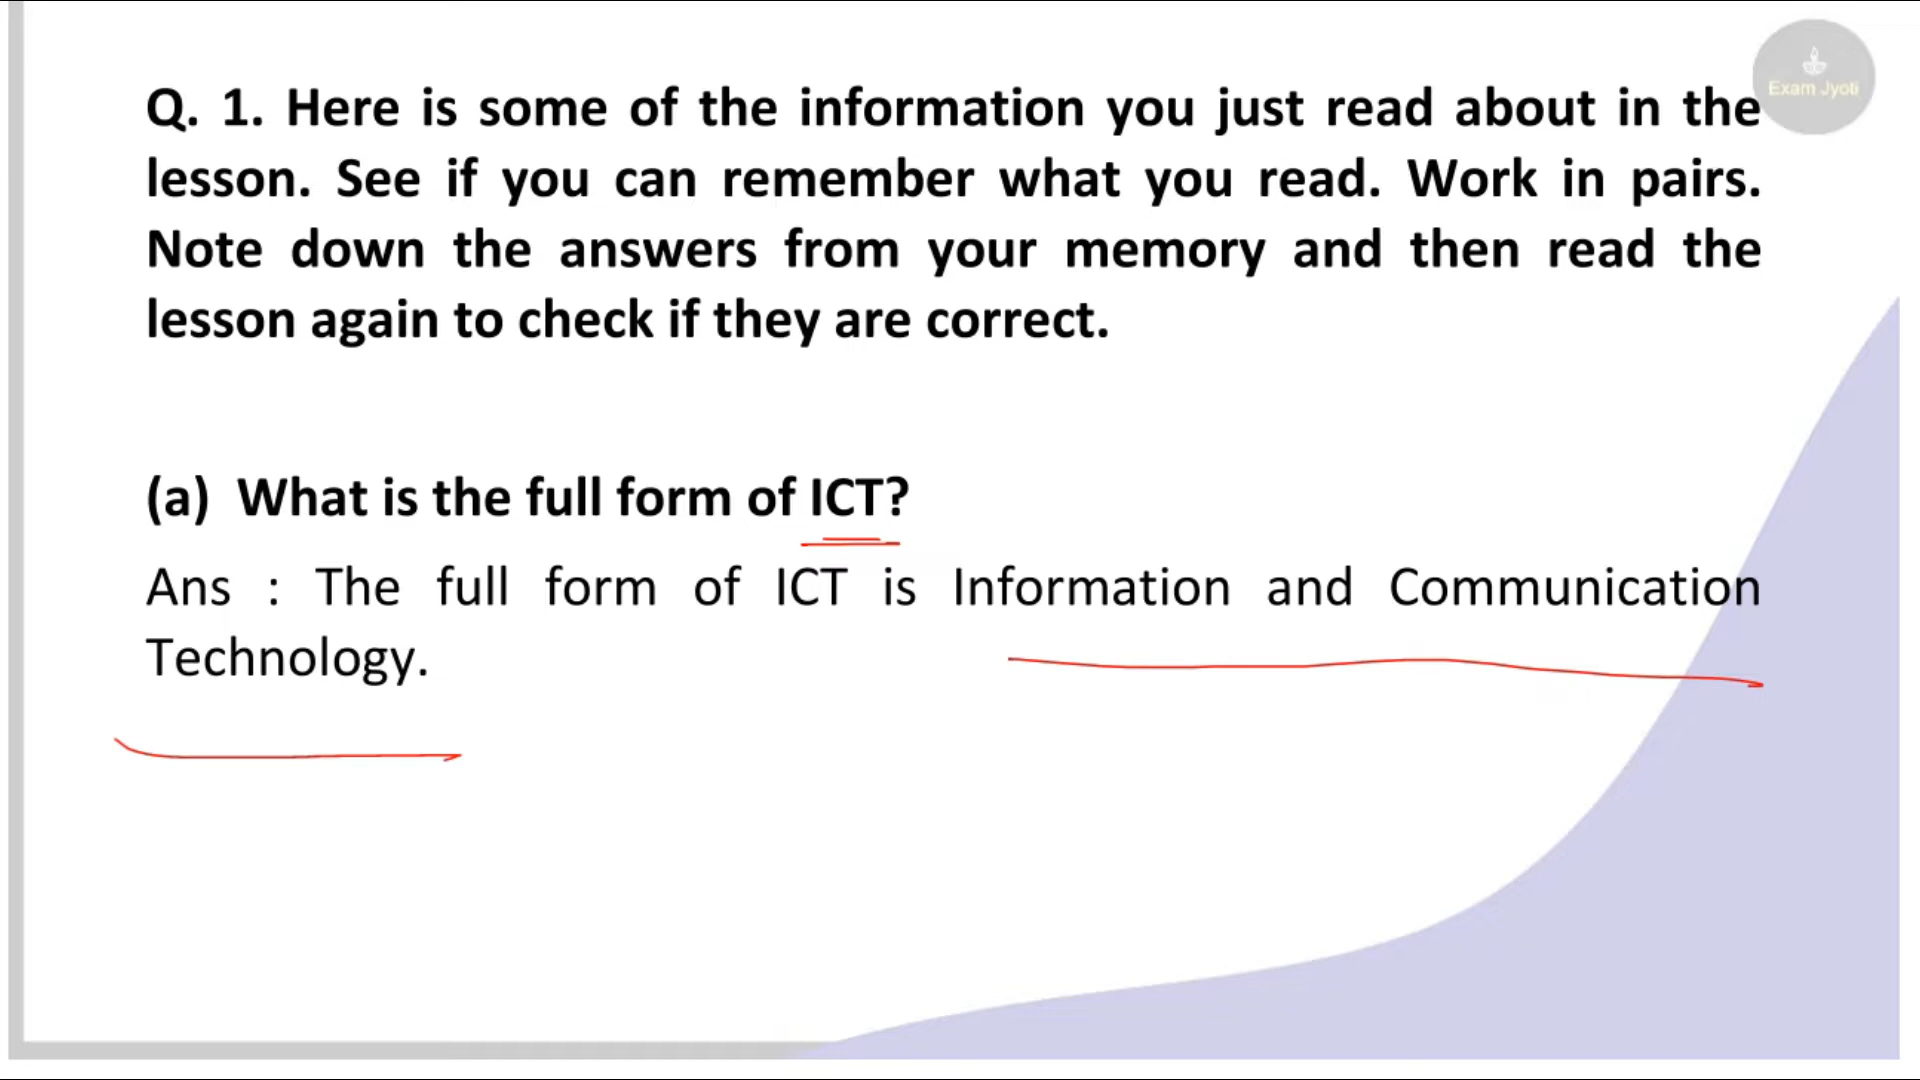 Exam Jyoti
Q. 1. Here is some of the information you just read about in the
lesson. See if you can remember what you read. Work in pairs.
Note down the answers from your memory and then read the
lesson again to check if they are correct.
(a) What is the full form of ICT?
Ans : The full form of ICT is Information and Communication
Technology.